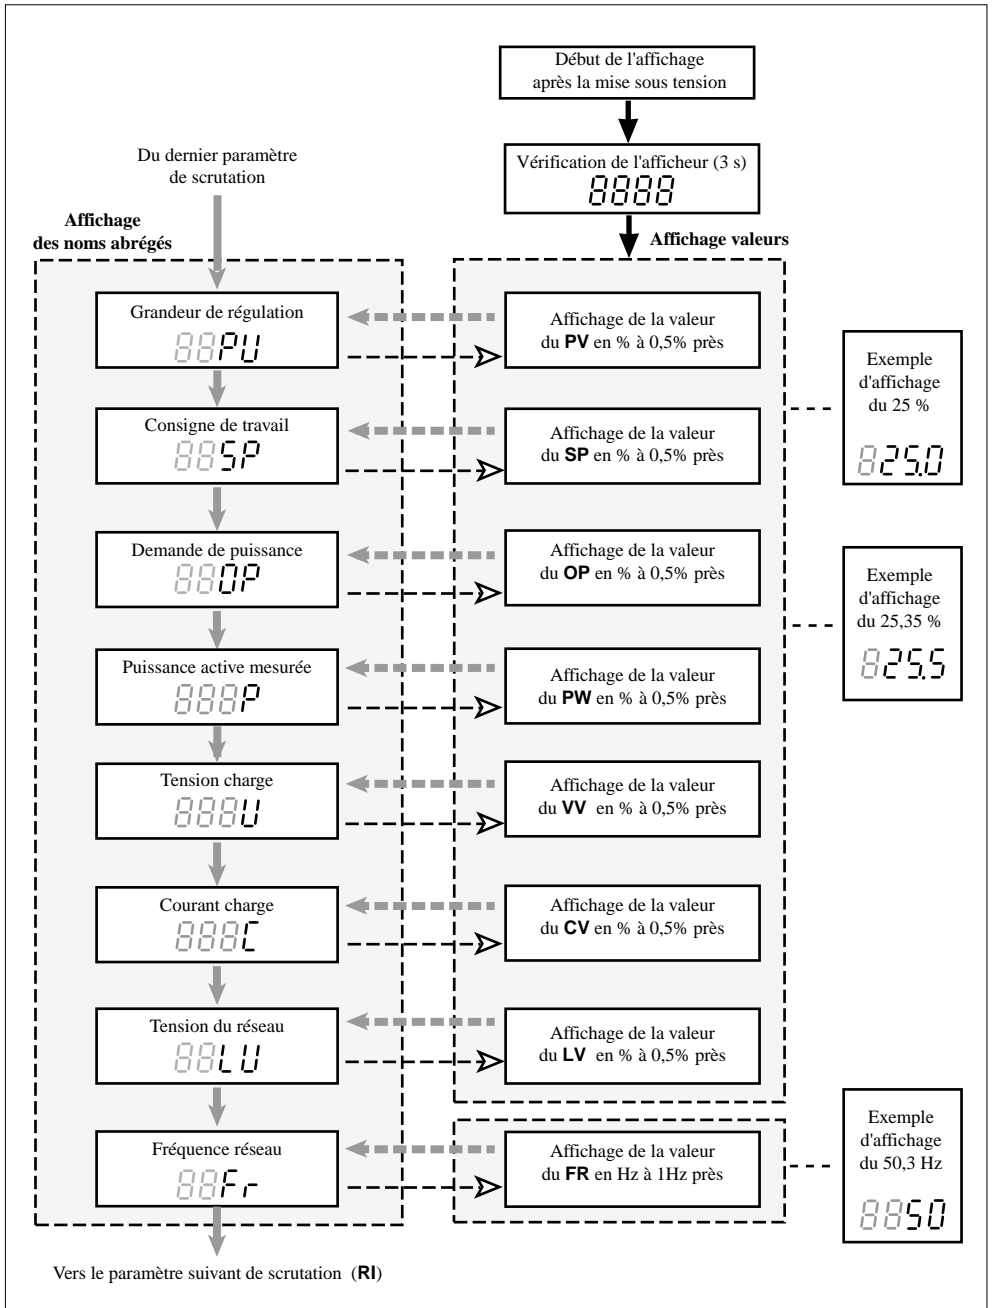 Début de l'affichage
après la mise sous tension
Vérification de l'afficheur (3 s)
8888
Du dernier paramètre
de scrutation
Affichage
des noms abrégés
Affichage valeurs
Grandeur de régulation
88PU
Affichage de la valeur
du PV en % à 0,5% près
Consigne de travail
88SP
Affichage de la valeur
du SP en % à 0,5% près
Exemple
d'affichage
du 25 %
825.0
Demande de puissance
88OP
Affichage de la valeur
du OP en % à 0,5% près
Exemple
d'affichage
du 25,35 %
825.5
Puissance active mesurée
888P
Affichage de la valeur
du PW en % à 0,5% près
Tension charge
888U
Affichage de la valeur
du VV en % à 0,5% près
Courant charge
888C
Affichage de la valeur
du CV en % à 0,5% près
Tension du réseau
88LU
Affichage de la valeur
du LV en % à 0,5% près
Fréquence réseau
88Fr
Affichage de la valeur
du FR en Hz à 1Hz près
Exemple
d'affichage
du 50,3 Hz
8850
Vers le paramètre suivant de scrutation (RI)